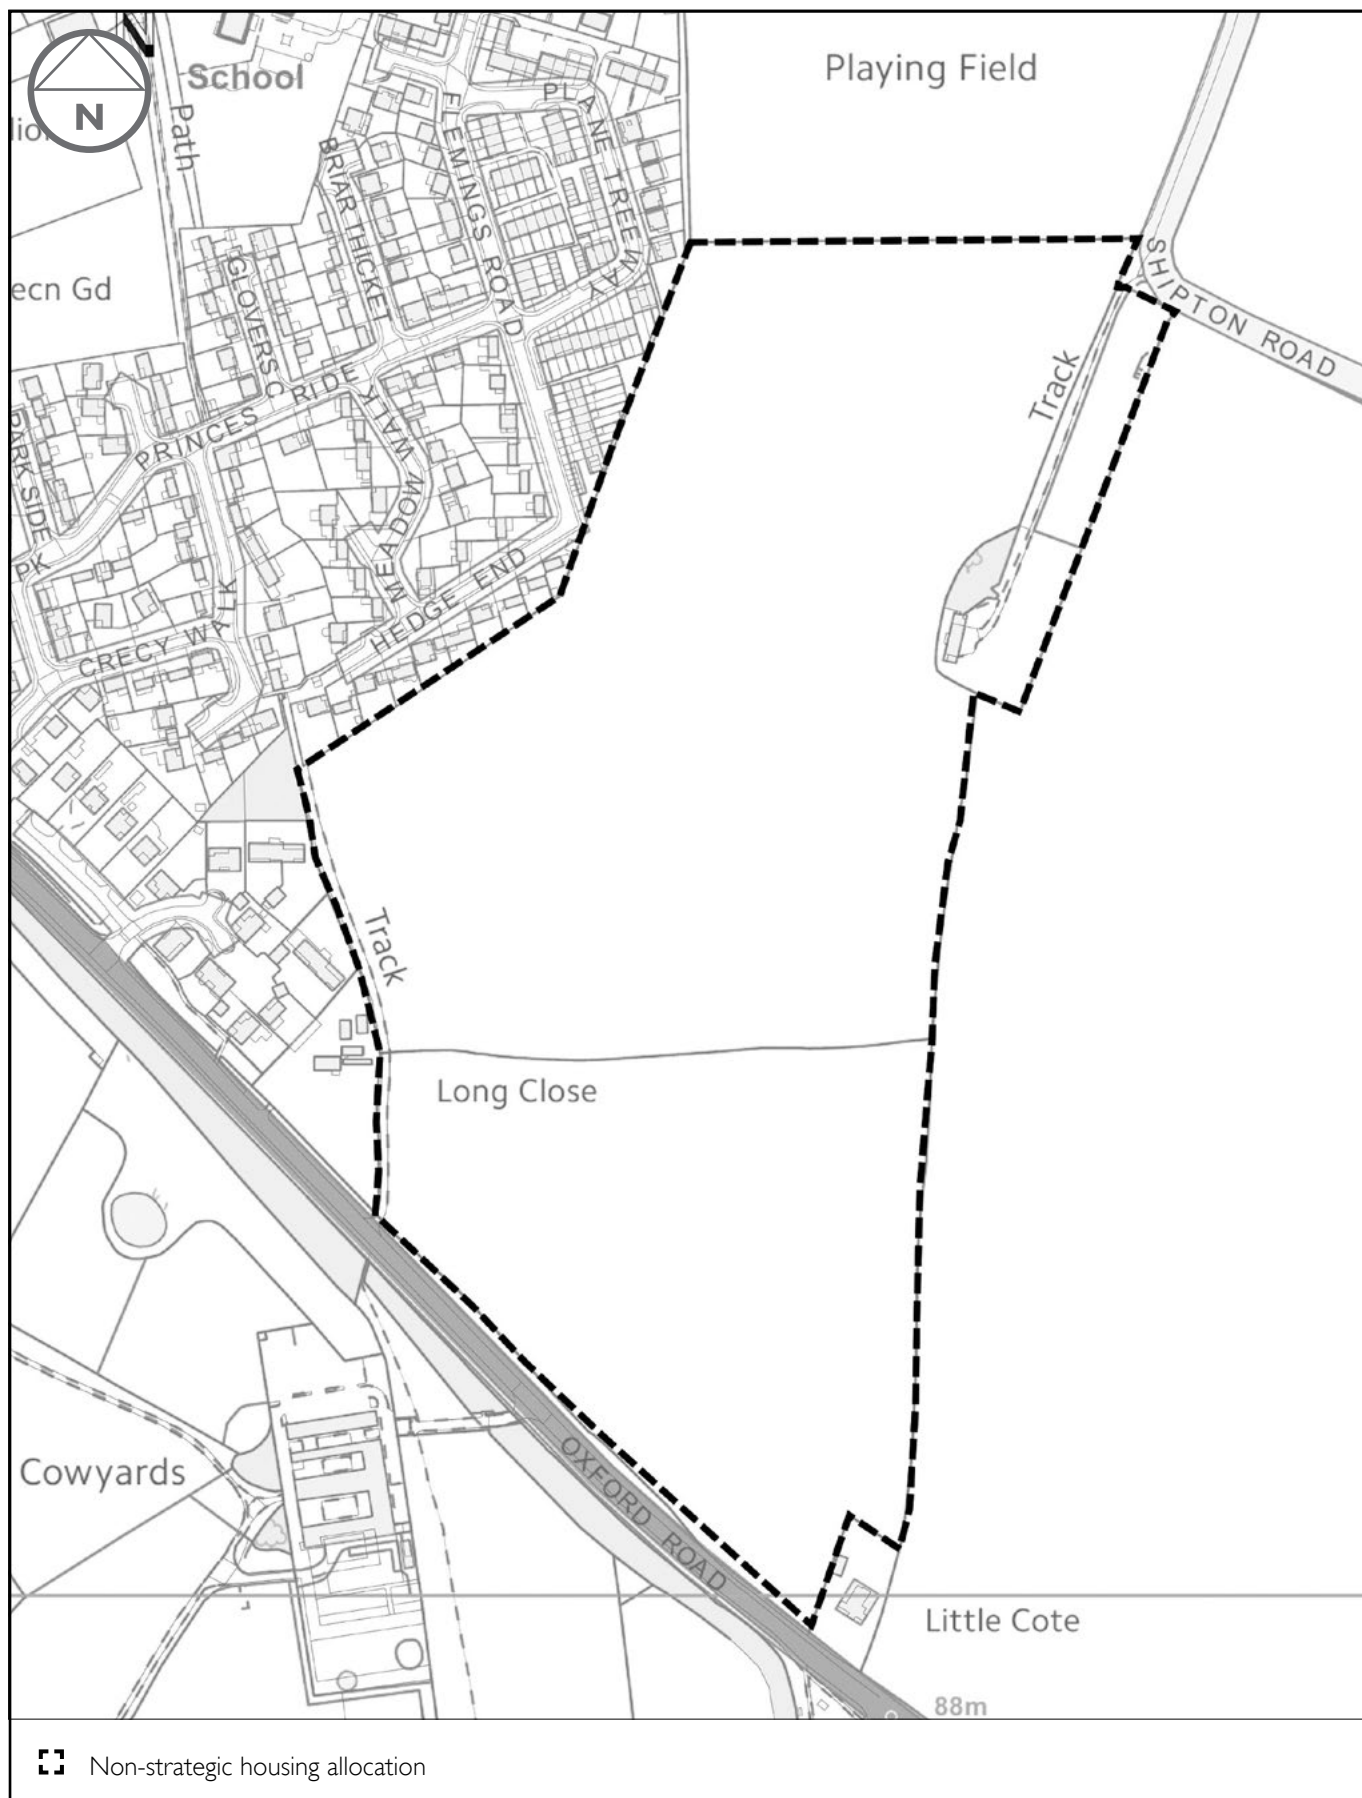 Playing Field
School
N
Path
PLANETREE WAY
BRIAR THICKET
FLEMINGS ROAD
ecn Gd
GLOVERS C
SHIPTON ROAD
Track
PRINCES RIDE
MEADOW WALK
PARK SIDE
PK
HEDGE END
CRECY WALK
Track
Long Close
Cowyards
OXFORD ROAD
Little Cote
88m
Non-strategic housing allocation